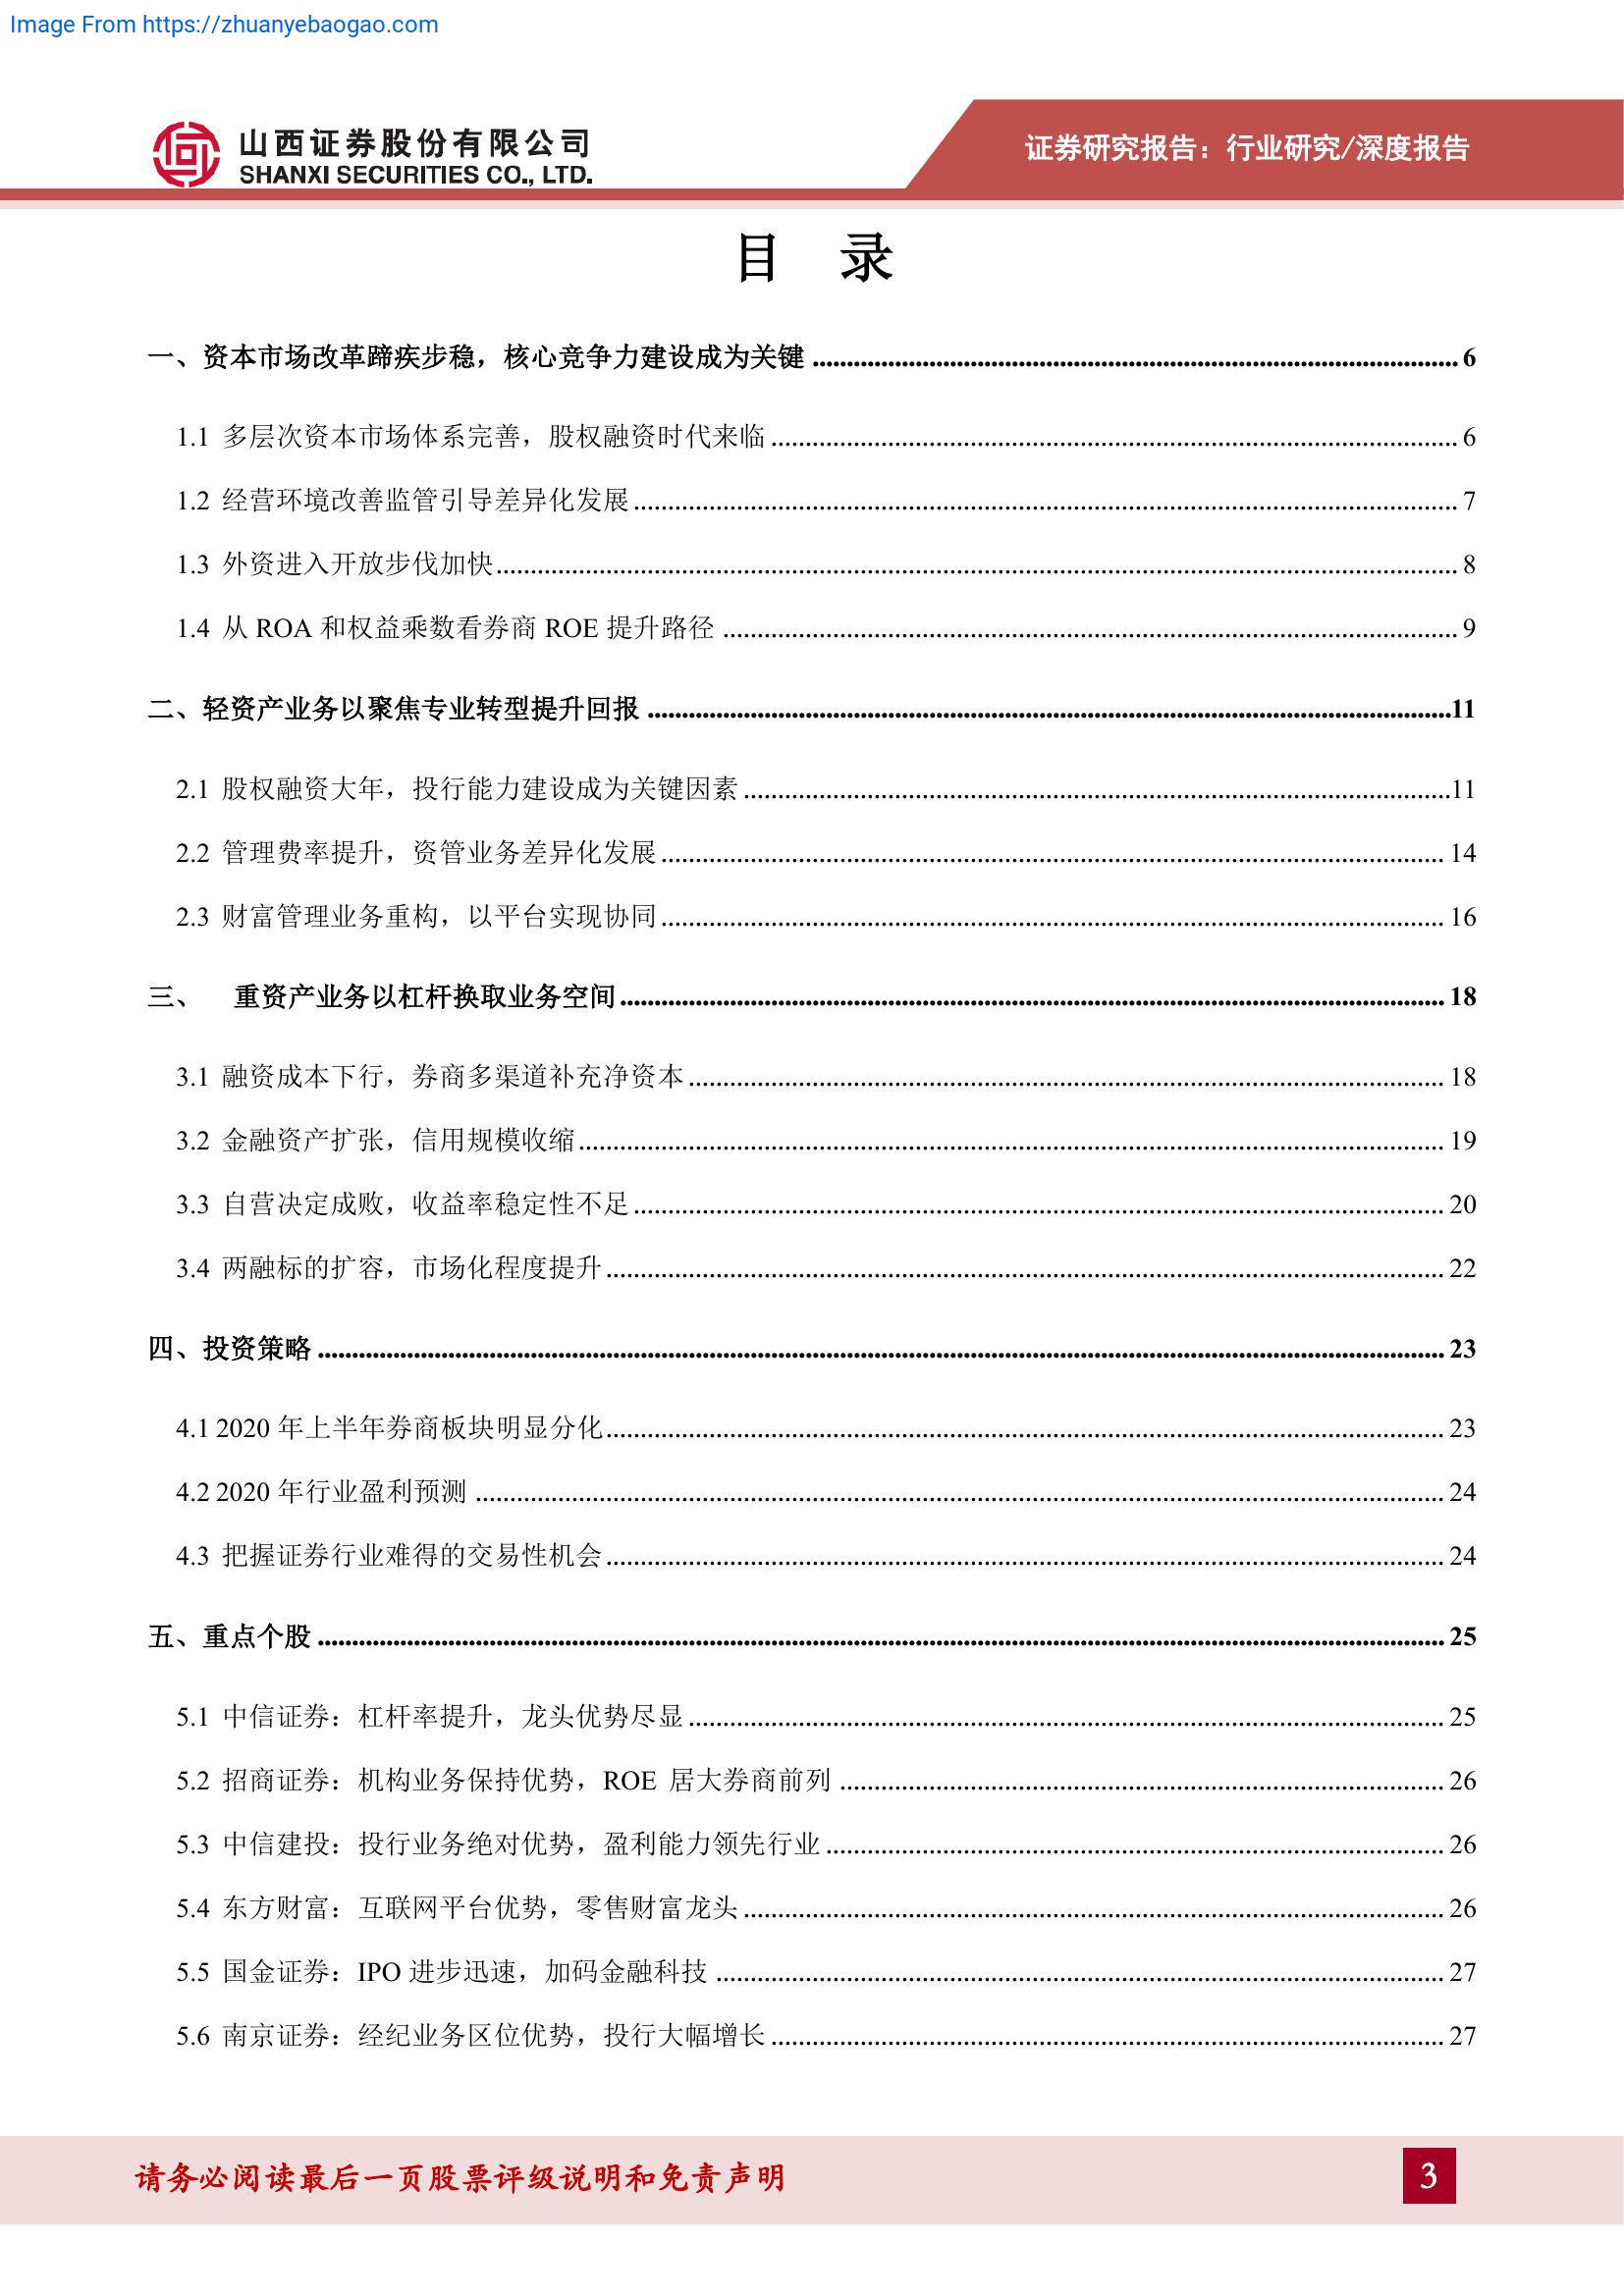 Image From https://zhuanyebaogao.com
山西证券股份有限公司
SHANXI SECURITIES CO., LTD.
证券研究报告：行业研究/深度报告
目 录
一、资本市场改革蹄疾步稳，核心竞争力建设成为关键 6
1.1 多层次资本市场体系完善，股权融资时代来临 6
1.2 经营环境改善监管引导差异化发展 7
1.3 外资进入开放步伐加快 8
1.4 从 ROA 和权益乘数看券商 ROE 提升路径 9
二、轻资产业务以聚焦专业转型提升回报 11
2.1 股权融资大年，投行能力建设成为关键因素 11
2.2 管理费率提升，资管业务差异化发展 14
2.3 财富管理业务重构，以平台实现协同 16
三、 重资产业务以杠杆换取业务空间 18
3.1 融资成本下行，券商多渠道补充净资本 18
3.2 金融资产扩张，信用规模收缩 19
3.3 自营决定成败，收益率稳定性不足 20
3.4 两融标的扩容，市场化程度提升 22
四、投资策略 23
4.1 2020 年上半年券商板块明显分化 23
4.2 2020 年行业盈利预测 24
4.3 把握证券行业难得的交易性机会 24
五、重点个股 25
5.1 中信证券：杠杆率提升，龙头优势尽显 25
5.2 招商证券：机构业务保持优势，ROE 居大券商前列 26
5.3 中信建投：投行业务绝对优势，盈利能力领先行业 26
5.4 东方财富：互联网平台优势，零售财富龙头 26
5.5 国金证券：IPO 进步迅速，加码金融科技 27
5.6 南京证券：经纪业务区位优势，投行大幅增长 27
请务必阅读最后一页股票评级说明和免责声明
3